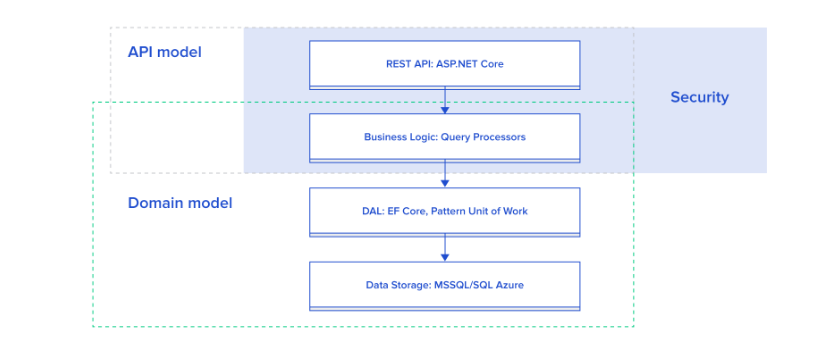 API model
REST API: ASP.NET Core
Security
Business Logic: Query Processors
Domain model
DAL: EF Core, Pattern Unit of Work
Data Storage: MSSQL/SQL Azure